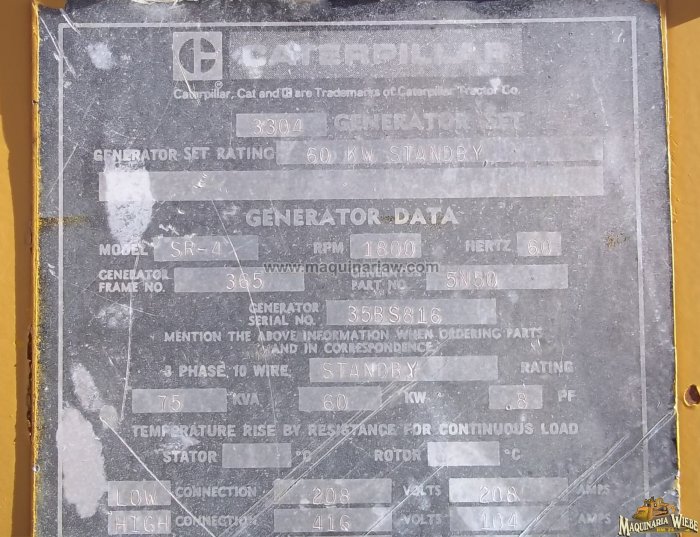 CATERPILLAR
Caterpillar, Cat and C are Trademarks of Caterpillar Tractor Co.
3304 GENERATOR SET
GENERATOR SET RATING 60 KW STANDBY
GENERATOR DATA
MODEL SR-4 RPM 1800 HERTZ 60
www.maquinariaw.com
GENERATOR FRAME NO. 365 GENERATOR PART NO. 5N50
GENERATOR SERIAL NO. 35BS816
MENTION THE ABOVE INFORMATION WHEN ORDERING PARTS
AND IN CORRESPONDENCE
3 PHASE, 10 WIRE, STANDBY RATING
75 KVA 60 KW .8 PF
TEMPERATURE RISE BY RESISTANCE FOR CONTINUOUS LOAD
STATOR °C ROTOR °C
LOW CONNECTION 208 VOLTS 208 AMPS
HIGH CONNECTION 416 VOLTS 104 AMPS
MAQUINARIA WIEBE